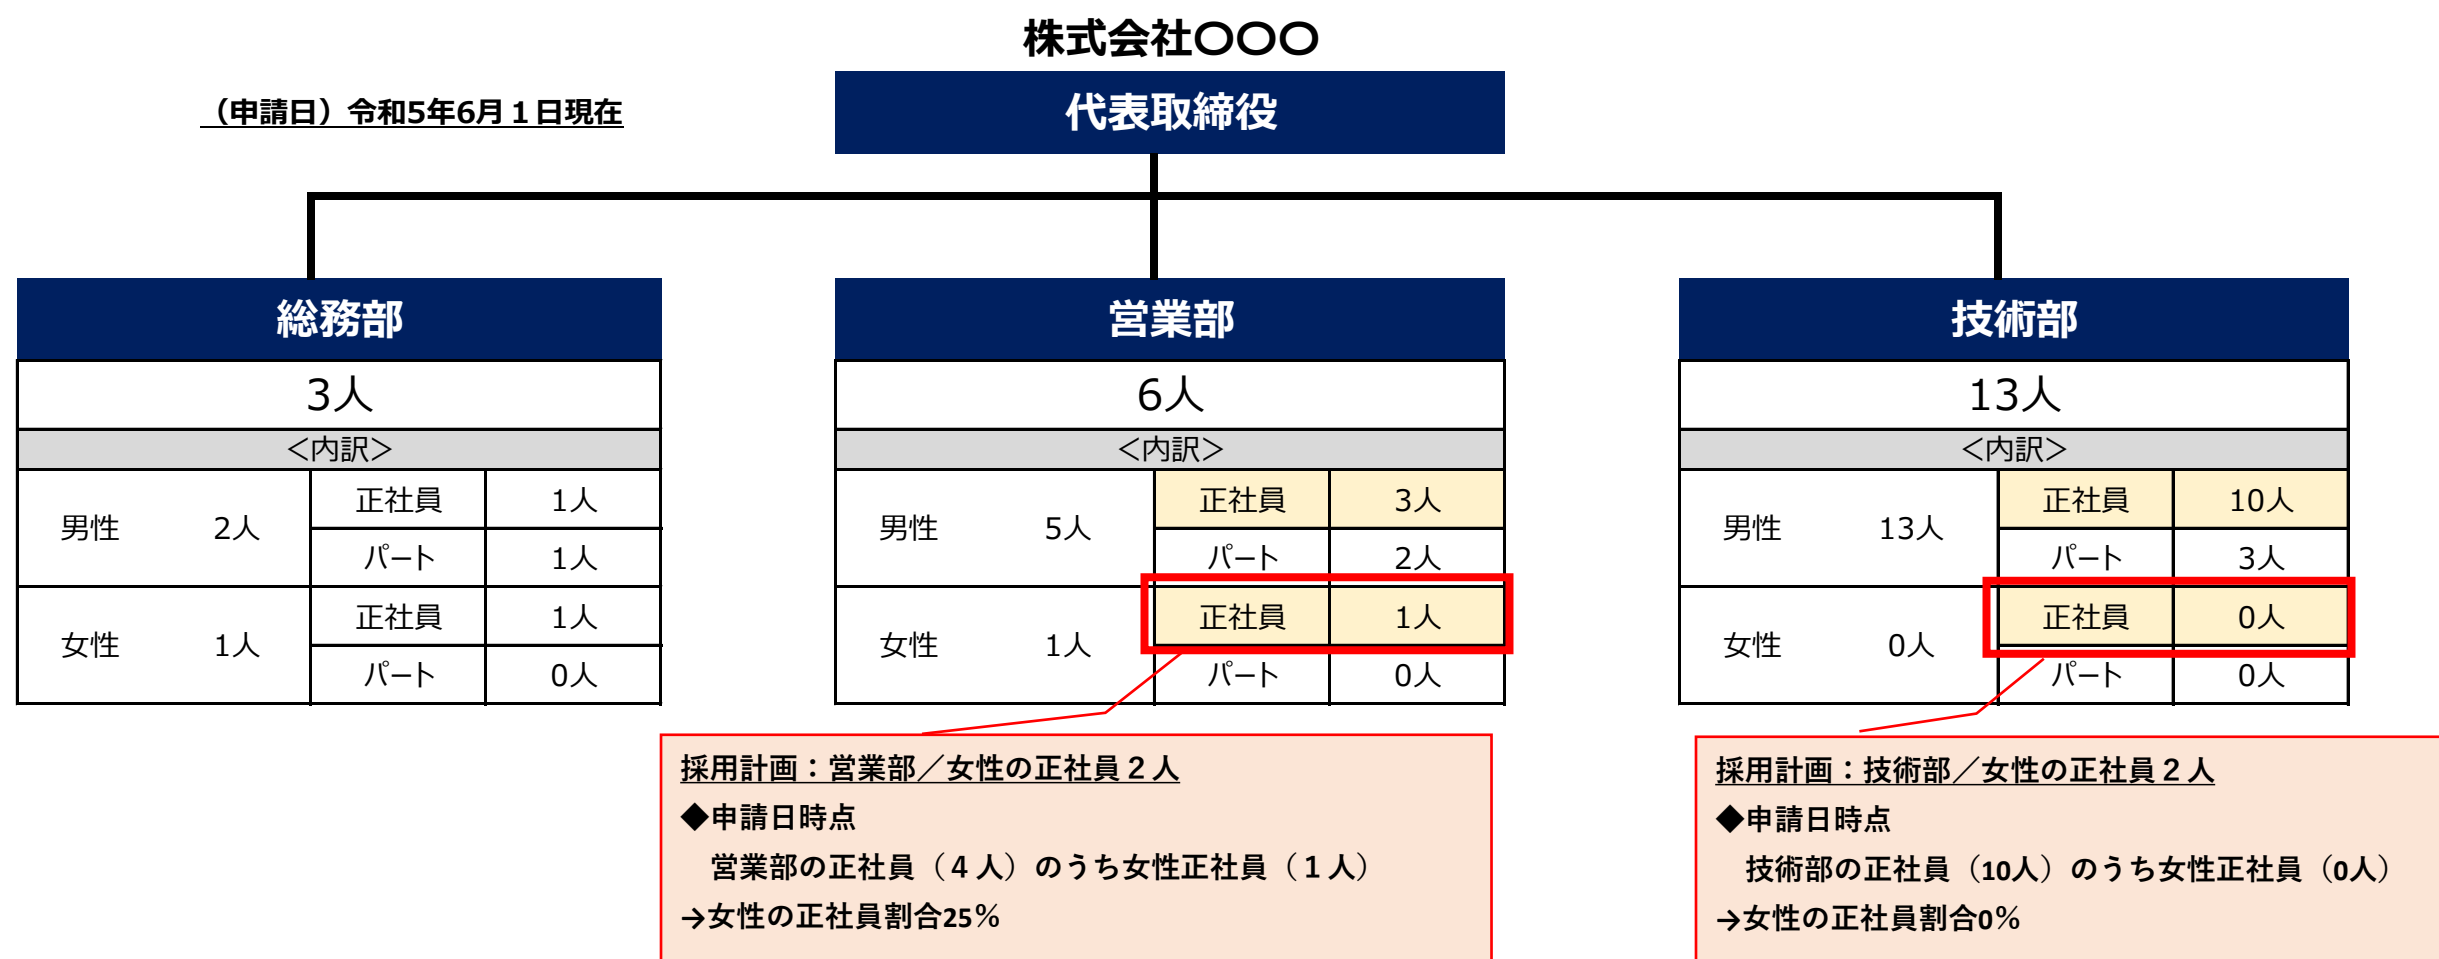 株式会社〇〇〇
（申請日）令和5年6月１日現在
代表取締役
総務部
3人
＜内訳＞
男性 2人 正社員 1人
パート 1人
女性 1人 正社員 1人
パート 0人
営業部
6人
＜内訳＞
男性 5人 正社員 3人
パート 2人
女性 1人 正社員 1人
パート 0人
技術部
13人
＜内訳＞
男性 13人 正社員 10人
パート 3人
女性 0人 正社員 0人
パート 0人
採用計画：営業部／女性の正社員２人
◆申請日時点
営業部の正社員（４人）のうち女性正社員（１人）
→女性の正社員割合25％
採用計画：技術部／女性の正社員２人
◆申請日時点
技術部の正社員（10人）のうち女性正社員（0人）
→女性の正社員割合0％